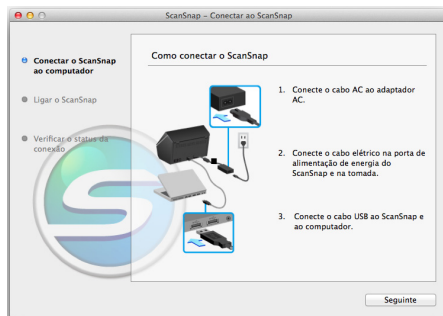 ScanSnap - Conectar ao ScanSnap
Conectar o ScanSnap
ao computador
Ligar o ScanSnap
Verificar o status da
conexão
Como conectar o ScanSnap
1. Conecte o cabo AC ao adaptador
AC.
2. Conecte o cabo elétrico na porta de
alimentação de energia do
ScanSnap e na tomada.
3. Conecte o cabo USB ao ScanSnap e
ao computador.
Seguinte